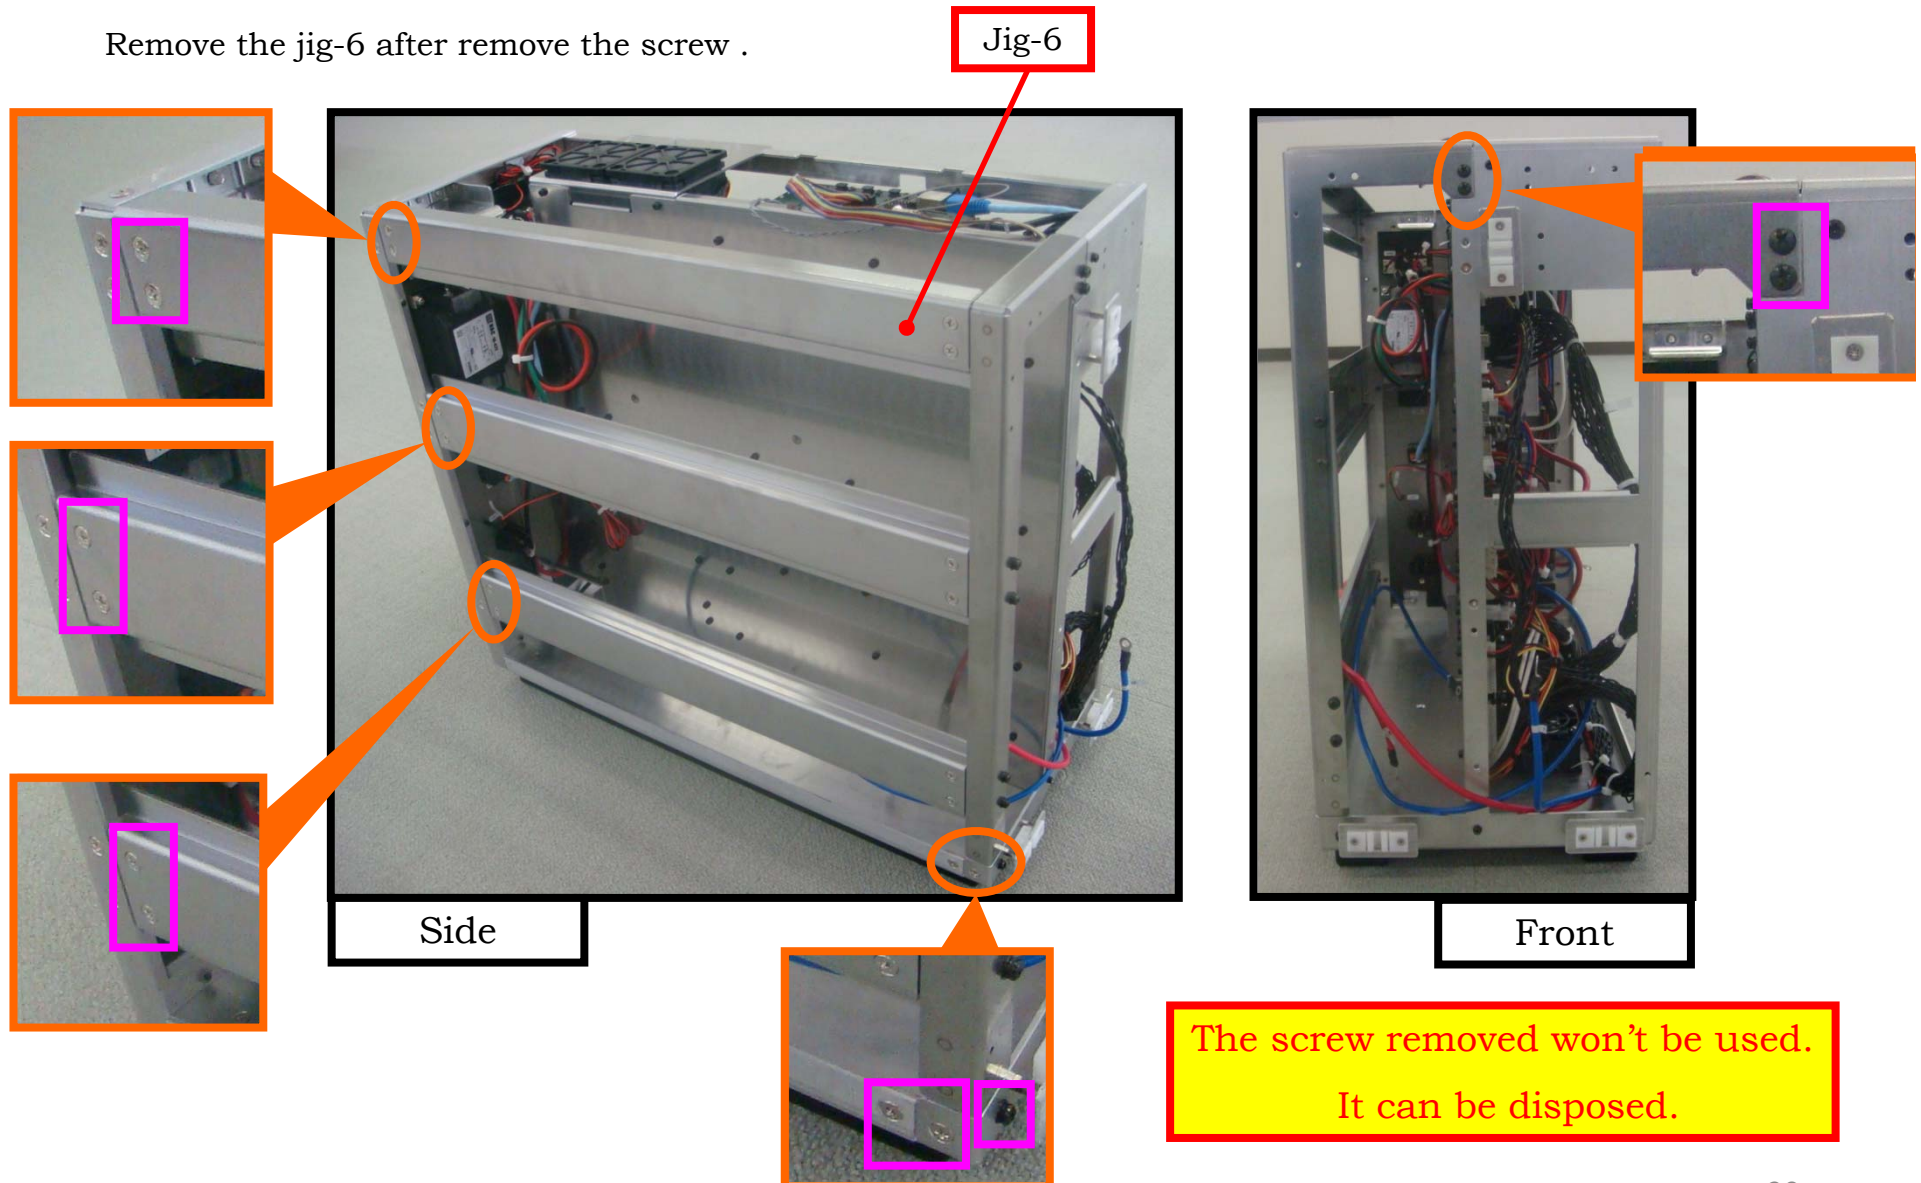 Remove the jig-6 after remove the screw .
Jig-6
Side
Front
The screw removed won’t be used.
It can be disposed.